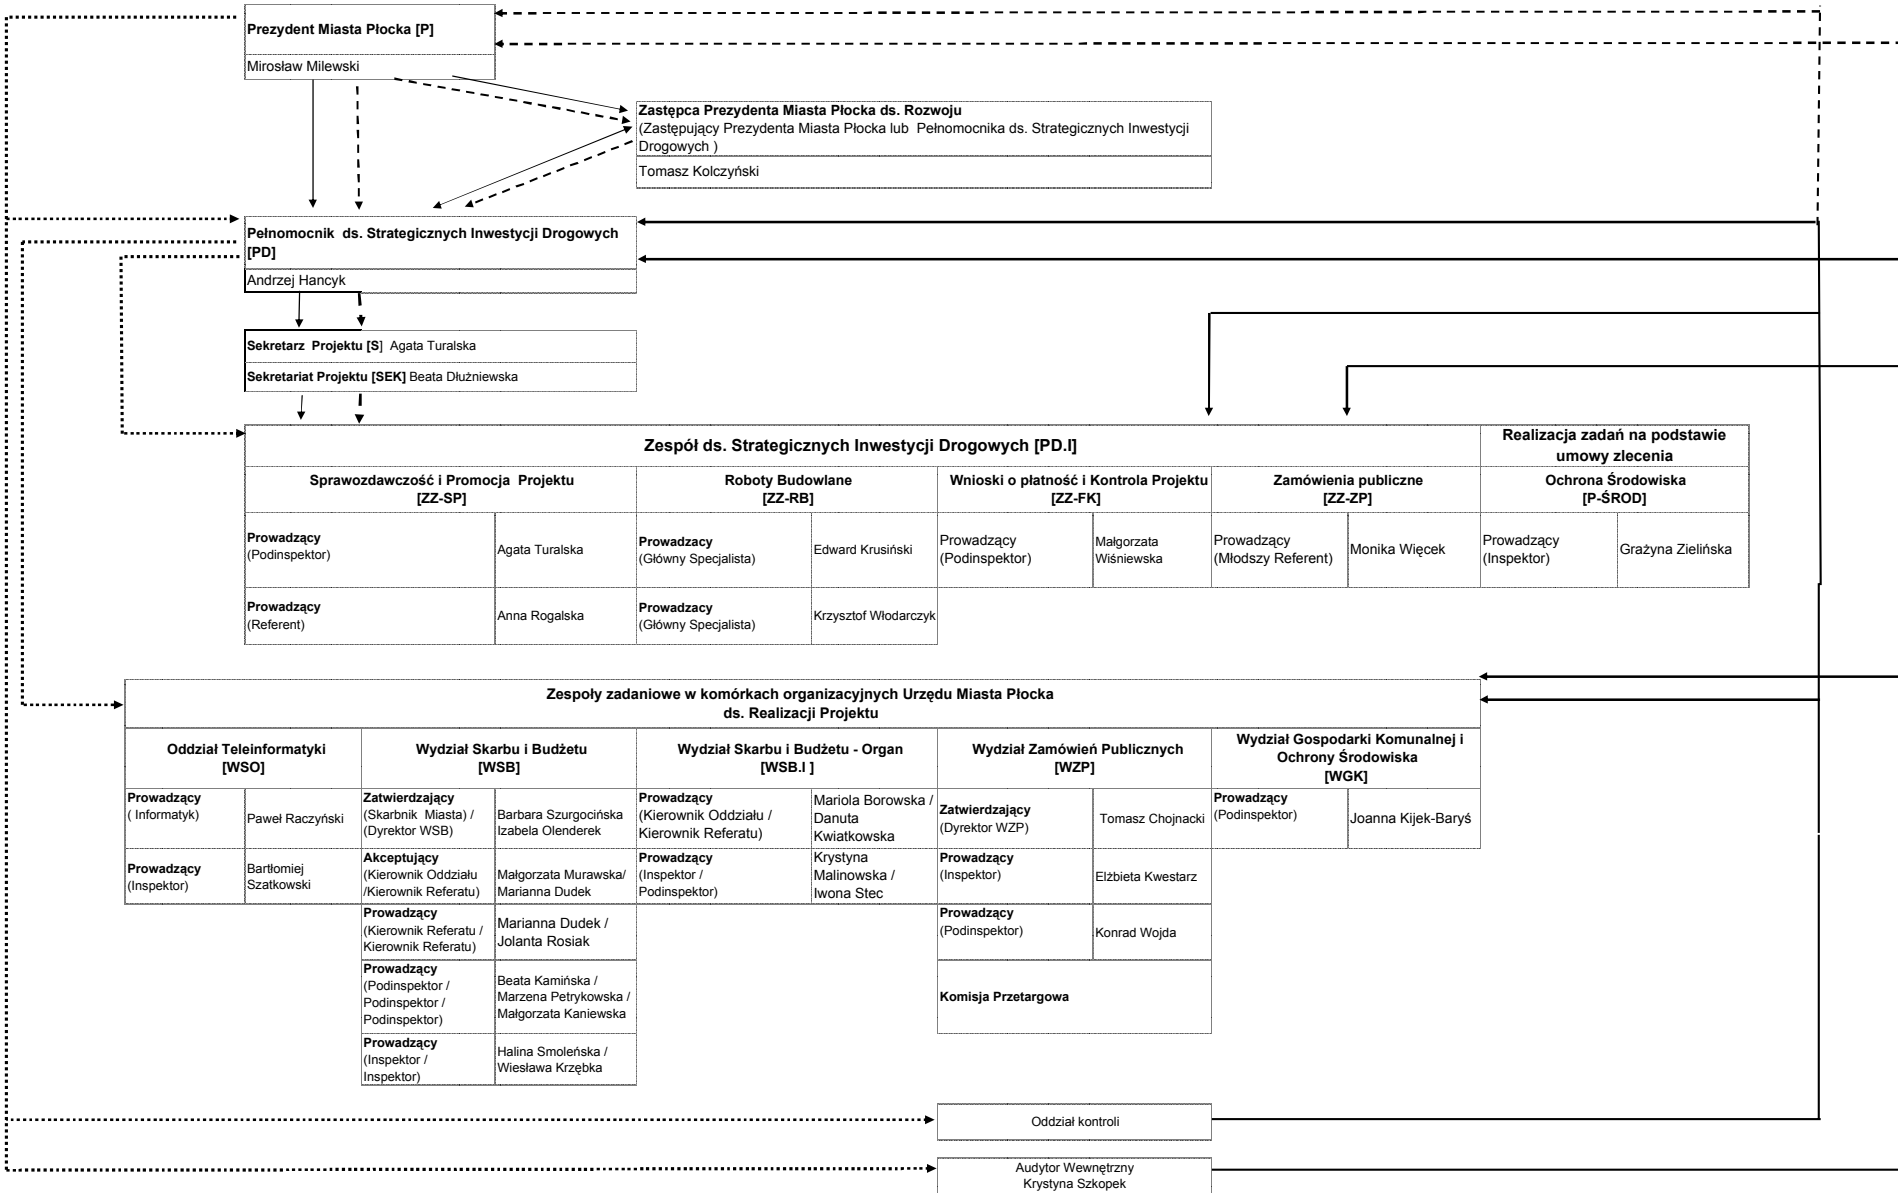 Prezydent Miasta Płocka [P]
Mirosław Milewski
Zastępca Prezydenta Miasta Płocka ds. Rozwoju
(Zastępujący Prezydenta Miasta Płocka lub Pełnomocnika ds. Strategicznych Inwestycji
Drogowych )
Tomasz Kolczyński
Pełnomocnik ds. Strategicznych Inwestycji Drogowych
[PD]
Andrzej Hancyk
Sekretarz Projektu [S] Agata Turalska
Sekretariat Projektu [SEK] Beata Dłużniewska
Zespół ds. Strategicznych Inwestycji Drogowych [PD.I]
Realizacja zadań na podstawie
umowy zlecenia
Sprawozdawczość i Promocja Projektu
[ZZ-SP]
Roboty Budowlane
[ZZ-RB]
Wnioski o płatność i Kontrola Projektu
[ZZ-FK]
Zamówienia publiczne
[ZZ-ZP]
Ochrona Środowiska
[P-ŚROD]
Prowadzący
(Podinspektor)
Agata Turalska
Prowadzacy
(Główny Specjalista)
Edward Krusiński
Prowadzący
(Podinspektor)
Małgorzata
Wiśniewska
Prowadzący
(Młodszy Referent)
Monika Więcek
Prowadzący
(Inspektor)
Grażyna Zielińska
Prowadzący
(Referent)
Anna Rogalska
Prowadzacy
(Główny Specjalista)
Krzysztof Włodarczyk
Zespoły zadaniowe w komórkach organizacyjnych Urzędu Miasta Płocka
ds. Realizacji Projektu
Oddział Teleinformatyki
[WSO]
Wydział Skarbu i Budżetu
[WSB]
Wydział Skarbu i Budżetu - Organ
[WSB.I ]
Wydział Zamówień Publicznych
[WZP]
Wydział Gospodarki Komunalnej i
Ochrony Środowiska
[WGK]
Prowadzący
( Informatyk)
Paweł Raczyński
Zatwierdzający
(Skarbnik Miasta) /
(Dyrektor WSB)
Barbara Szurgocińska
Izabela Olenderek
Prowadzący
(Kierownik Oddziału /
Kierownik Referatu)
Mariola Borowska /
Danuta
Kwiatkowska
Zatwierdzający
(Dyrektor WZP)
Tomasz Chojnacki
Prowadzący
(Podinspektor)
Joanna Kijek-Baryś
Prowadzący
(Inspektor)
Bartłomiej
Szatkowski
Akceptujący
(Kierownik Oddziału
/Kierownik Referatu)
Małgorzata Murawska/
Marianna Dudek
Prowadzący
(Inspektor /
Podinspektor)
Krystyna
Malinowska /
Iwona Stec
Prowadzący
(Inspektor)
Elżbieta Kwestarz
Prowadzący
(Kierownik Referatu /
Kierownik Referatu)
Marianna Dudek /
Jolanta Rosiak
Prowadzący
(Podinspektor)
Konrad Wojda
Prowadzący
(Podinspektor /
Podinspektor /
Podinspektor)
Beata Kamińska /
Marzena Petrykowska /
Małgorzata Kaniewska
Komisja Przetargowa
Prowadzący
(Inspektor /
Inspektor)
Halina Smoleńska /
Wiesława Krzębka
Oddział kontroli
Audytor Wewnętrzny
Krystyna Szkopek